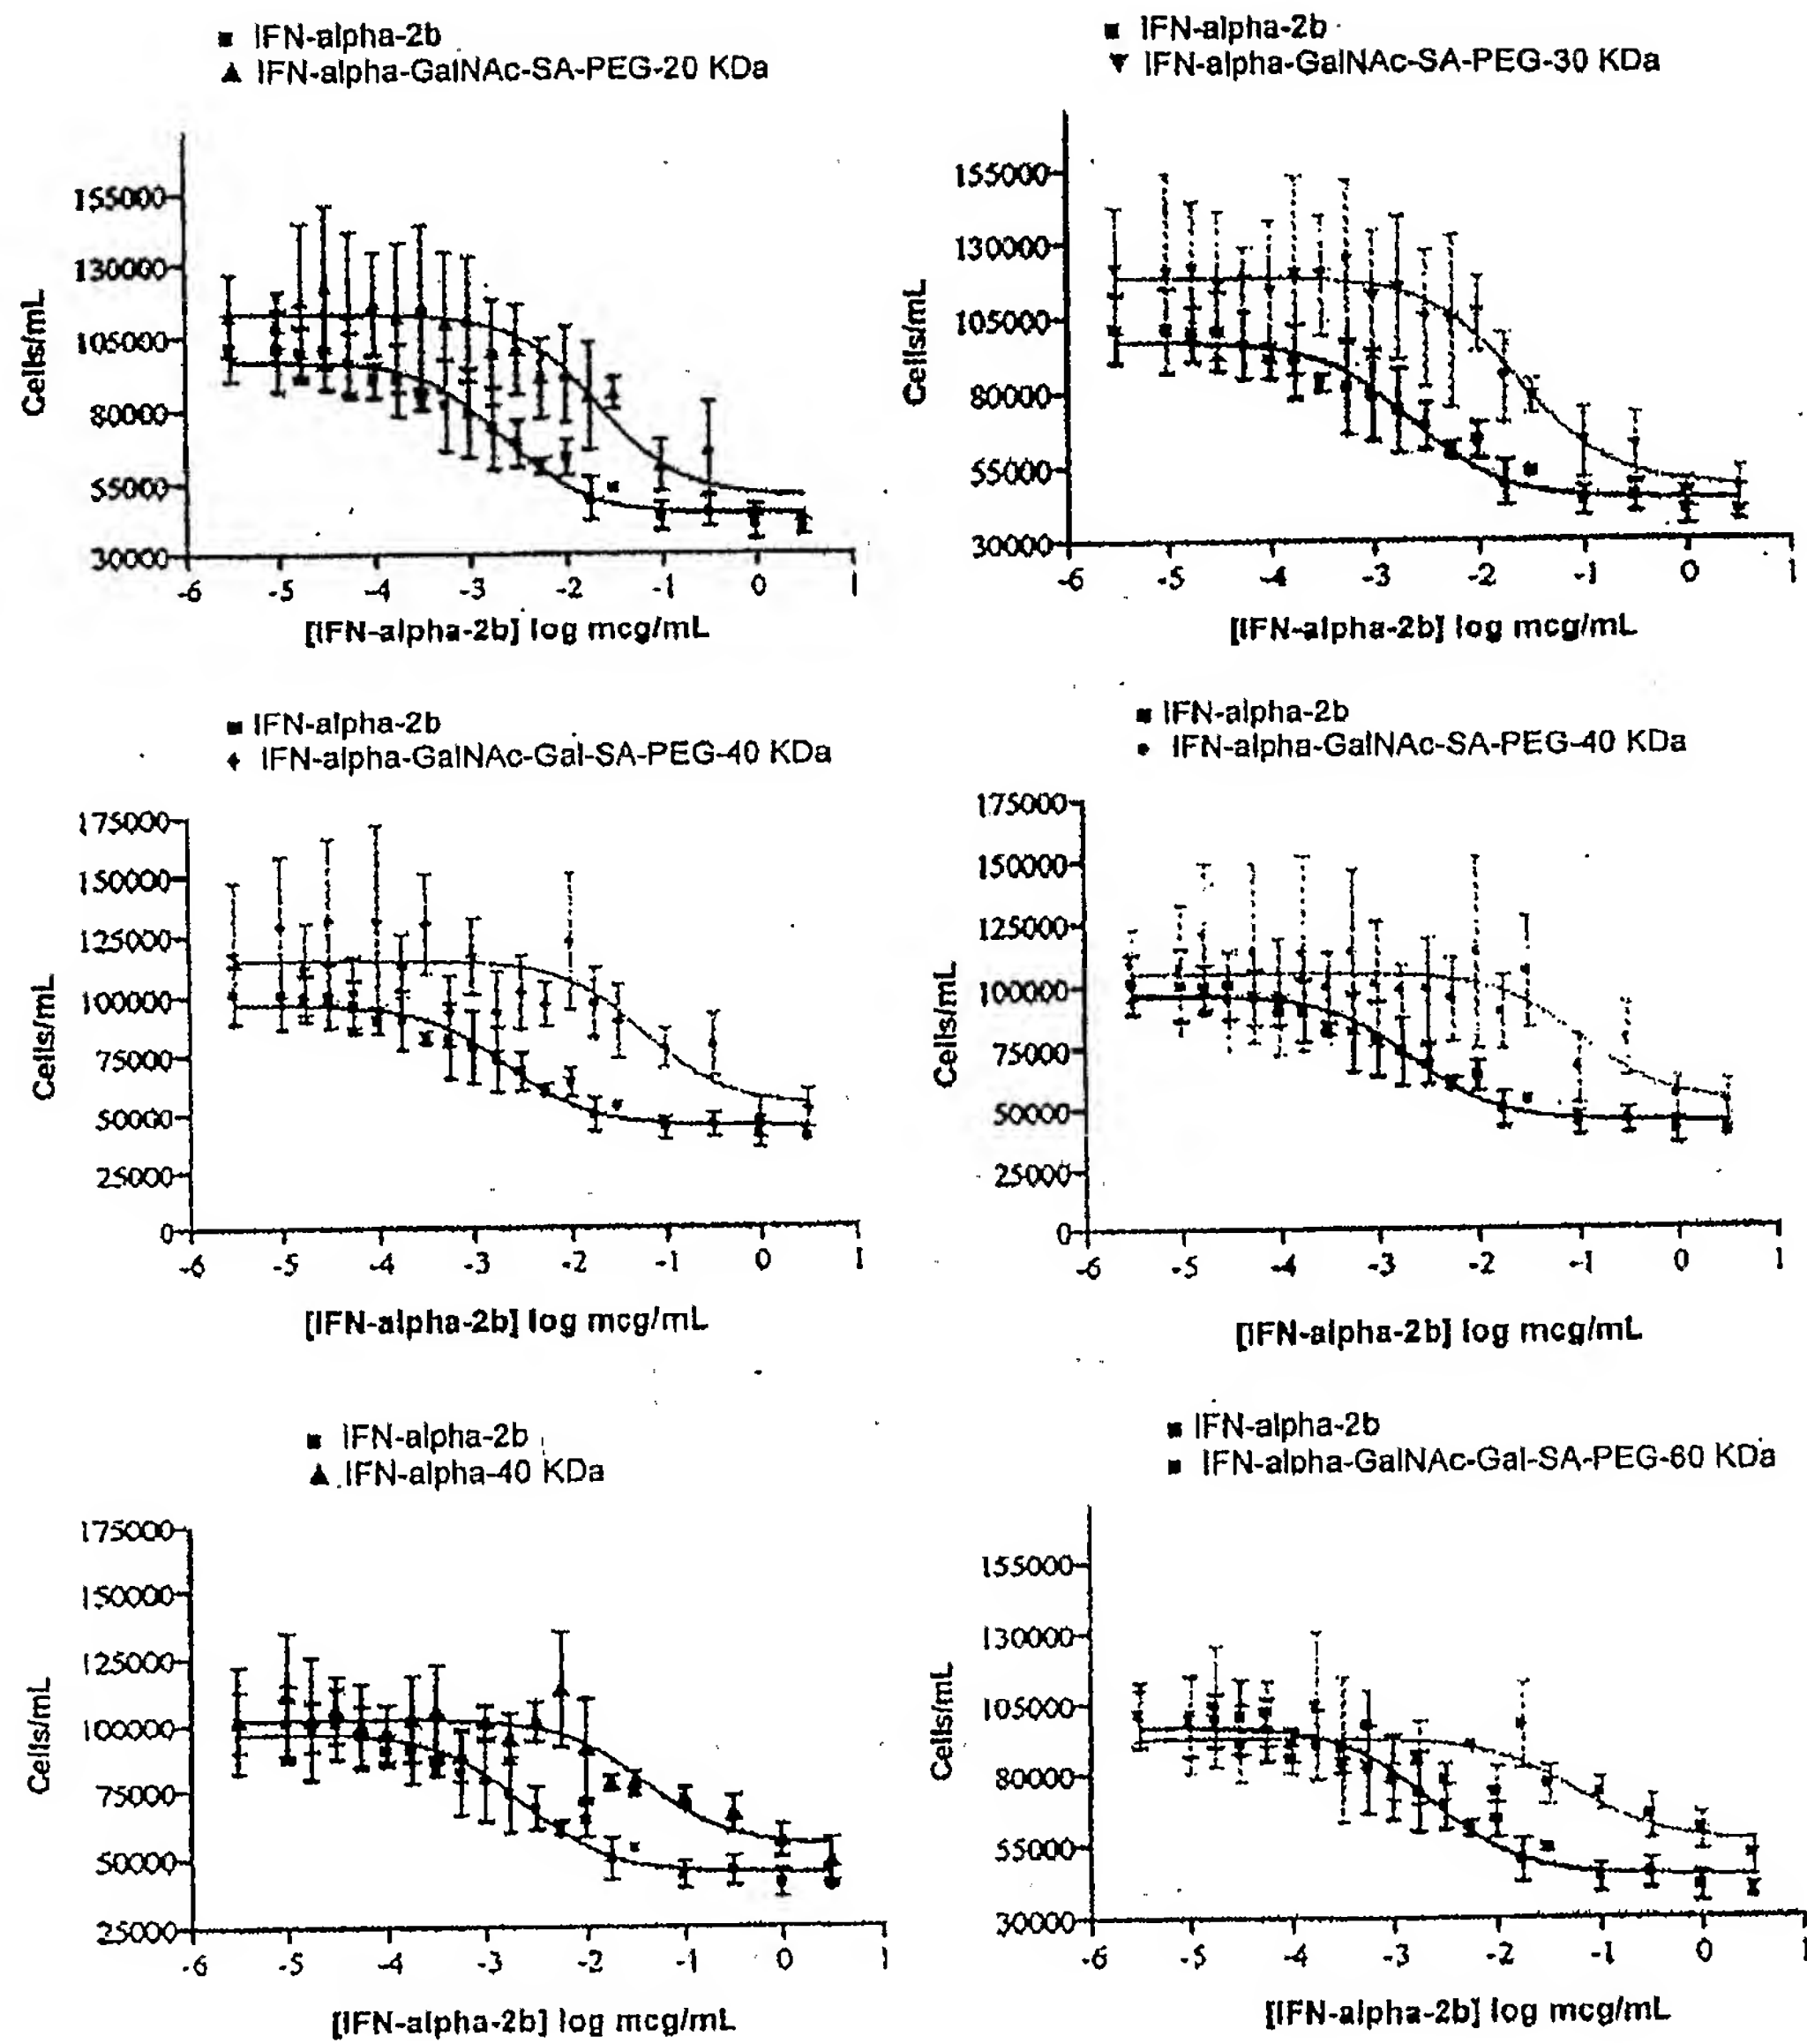 IFN-alpha-2b
IFN-alpha-GalNAc-SA-PEG-20 KDa
155000
130000
105000
80000
55000
30000
Cells/mL
-6 -5 -4 -3 -2 -1 0 1
[IFN-alpha-2b] log mcg/mL
IFN-alpha-2b
IFN-alpha-GalNAc-SA-PEG-30 KDa
155000
130000
105000
80000
55000
30000
Cells/mL
-6 -5 -4 -3 -2 -1 0 1
[IFN-alpha-2b] log mcg/mL
IFN-alpha-2b
IFN-alpha-GalNAc-Gal-SA-PEG-40 KDa
175000
150000
125000
100000
75000
50000
25000
0
Cells/mL
-6 -5 -4 -3 -2 -1 0 1
[IFN-alpha-2b] log mcg/mL
IFN-alpha-2b
IFN-alpha-GalNAc-SA-PEG-40 KDa
175000
150000
125000
100000
75000
50000
25000
0
Cells/mL
-6 -5 -4 -3 -2 -1 0 1
[IFN-alpha-2b] log mcg/mL
IFN-alpha-2b
IFN-alpha-40 KDa
175000
150000
125000
100000
75000
50000
25000
Cells/mL
-6 -5 -4 -3 -2 -1 0 1
[IFN-alpha-2b] log mcg/mL
IFN-alpha-2b
IFN-alpha-GalNAc-Gal-SA-PEG-60 KDa
155000
130000
105000
80000
55000
30000
Cells/mL
-6 -5 -4 -3 -2 -1 0 1
[IFN-alpha-2b] log mcg/mL